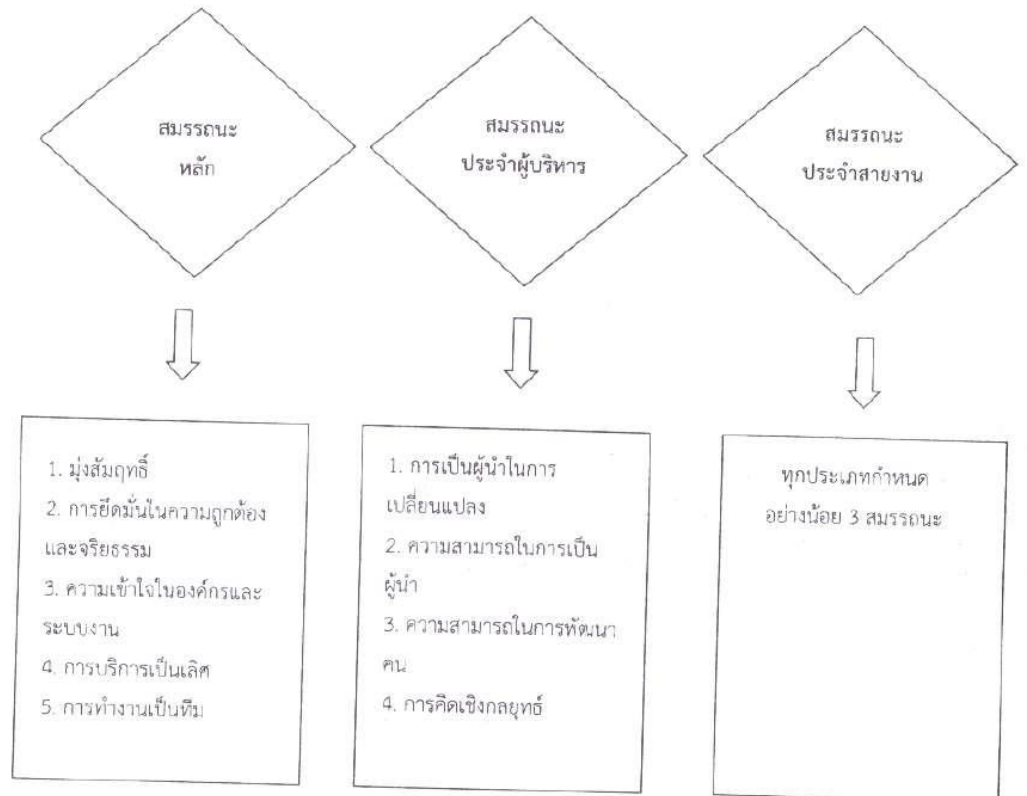 สมรรถนะ
หลัก
สมรรถนะ
ประจำผู้บริหาร
สมรรถนะ
ประจำสายงาน
1. มุ่งสัมฤทธิ์
2. การยึดมั่นในความถูกต้อง
และจริยธรรม
3. ความเข้าใจในองค์กรและ
ระบบงาน
4. การบริการเป็นเลิศ
5. การทำงานเป็นทีม
1. การเป็นผู้นำในการ
เปลี่ยนแปลง
2. ความสามารถในการเป็น
ผู้นำ
3. ความสามารถในการพัฒนา
คน
4. การคิดเชิงกลยุทธ์
ทุกประเภทกำหนด
อย่างน้อย 3 สมรรถนะ